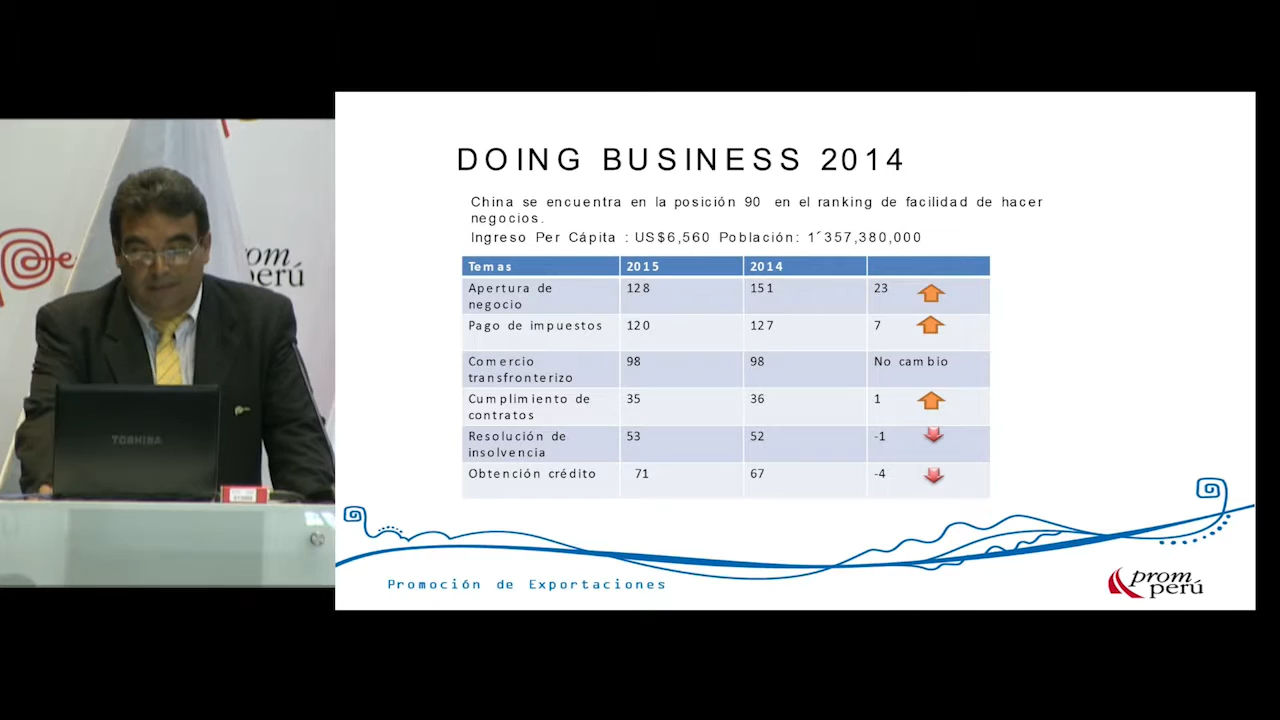 DOING BUSINESS 2014
China se encuentra en la posición 90 en el ranking de facilidad de hacer
negocios.
Ingreso Per Cápita : US$6,560 Población: 1´357,380,000
Temas 2015 2014
Apertura de negocio 128 151 23
Pago de impuestos 120 127 7
Comercio transfronterizo 98 98 No cambio
Cumplimiento de contratos 35 36 1
Resolución de insolvencia 53 52 -1
Obtención crédito 71 67 -4
Promoción de Exportaciones
prom
perú
prom
perú
TOSHIBA